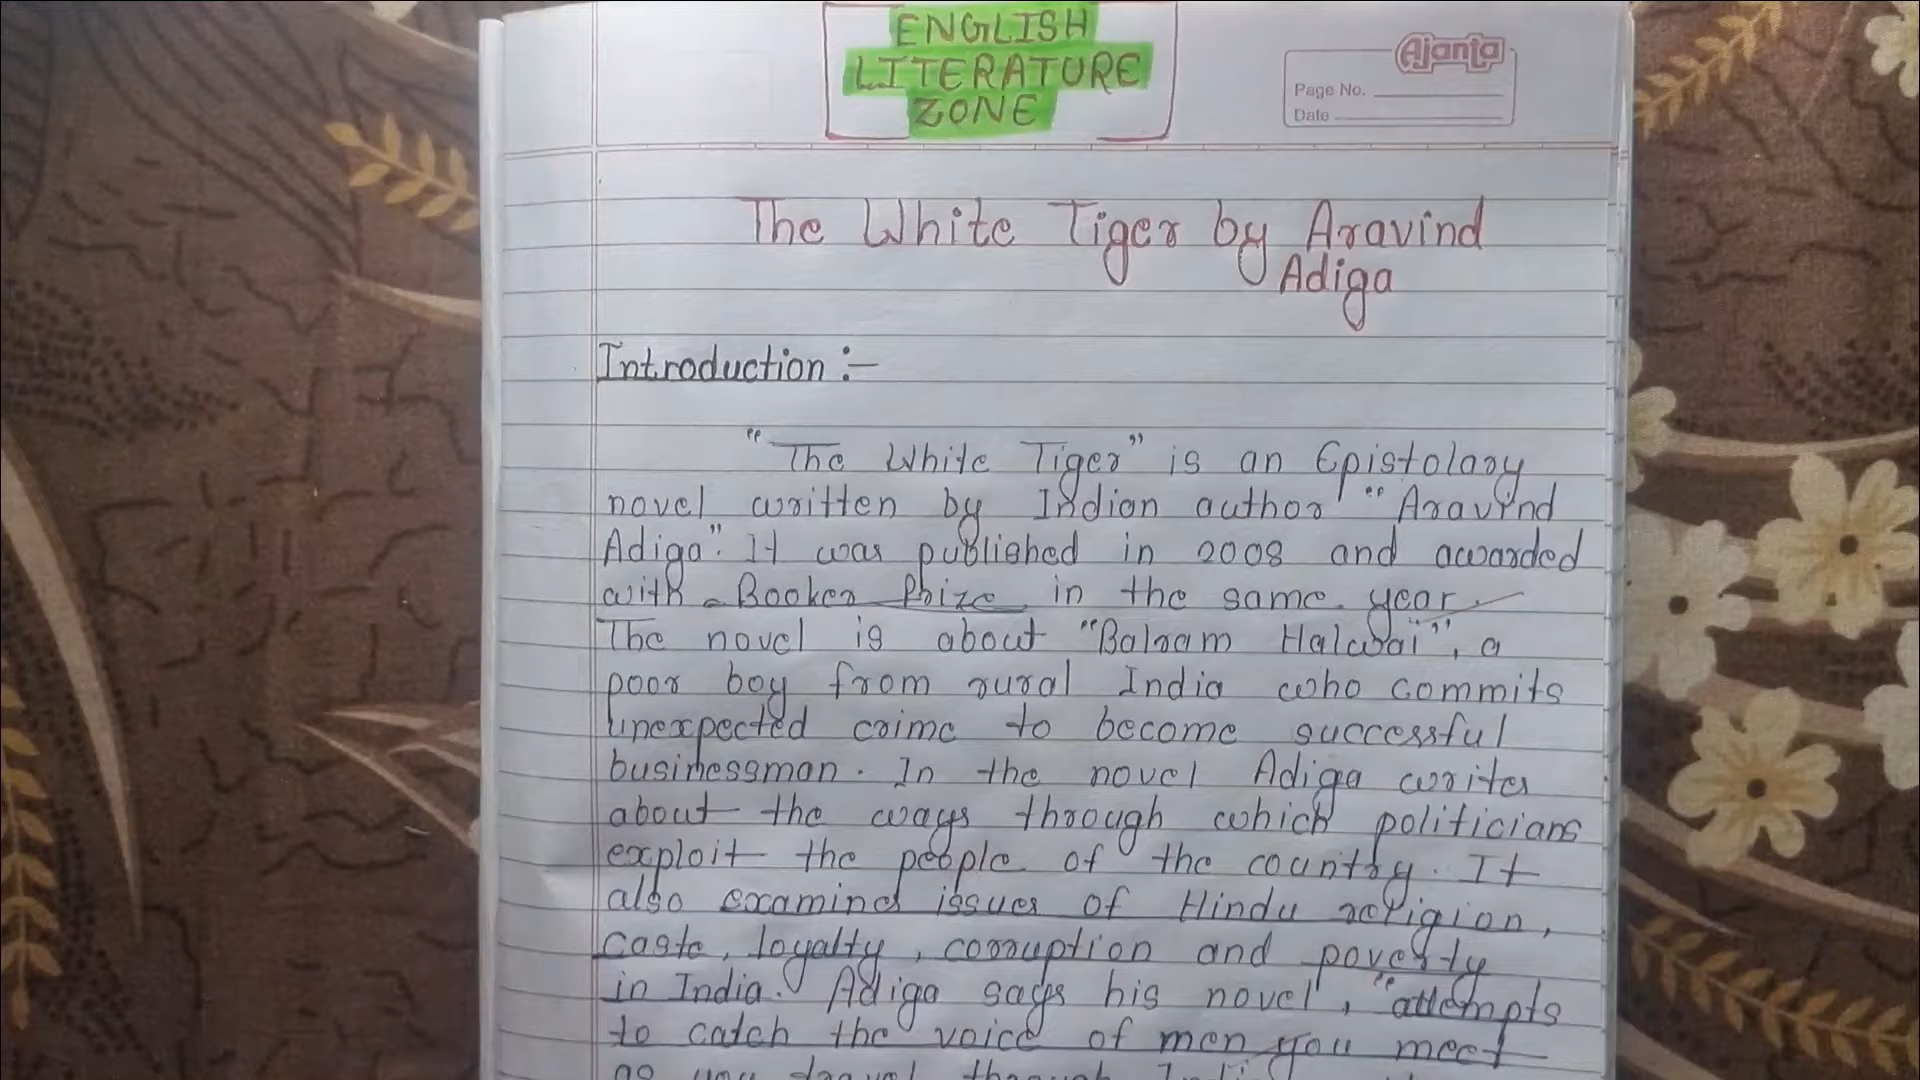 ENGLISH
LITERATURE
ZONE
Ajanta
Page No.
Date
The White Tiger by Aravind
Adiga
Introduction :-
"The White Tiger" is an Epistolary
novel written by Indian author "Aravind
Adiga". It was published in 2008 and awarded
with Booker Prize in the same year.
The novel is about "Balram Halwai", a
poor boy from rural India who commits
unexpected crime to become successful
businessman. In the novel Adiga writes
about the ways through which politicians
exploit the people of the country. It
also examines issues of Hindu religion,
caste, loyalty, corruption and poverty
in India. Adiga says his novel, "attempts
to catch the voice of men you meet
as you travel through India